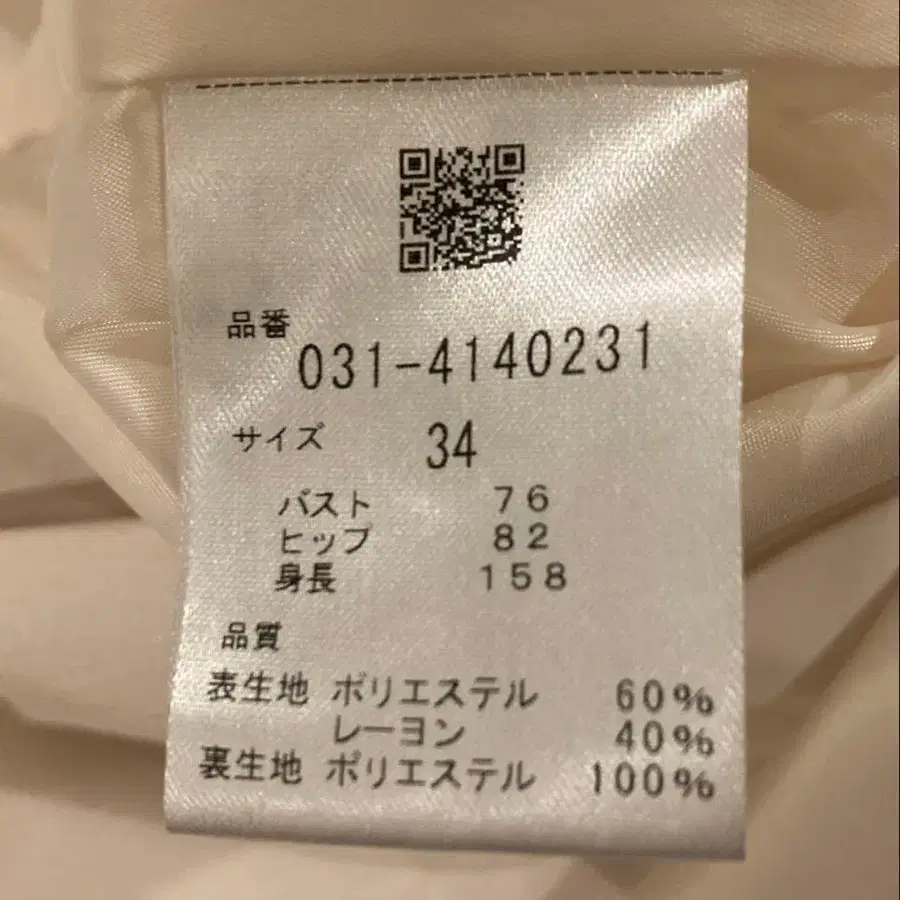 品番
031-4140231
サイズ 34
バスト 76
ヒップ 82
身長 158
品質
表生地 ポリエステル 60%
レーヨン 40%
裏生地 ポリエステル 100%